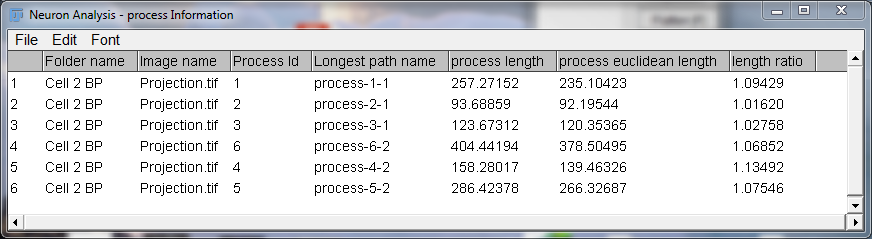 Neuron Analysis - process Information
File Edit Font
Folder name Image name Process Id Longest path name process length process euclidean length length ratio
1 Cell 2 BP Projection.tif 1 process-1-1 257.27152 235.10423 1.09429
2 Cell 2 BP Projection.tif 2 process-2-1 93.68859 92.19544 1.01620
3 Cell 2 BP Projection.tif 3 process-3-1 123.67312 120.35365 1.02758
4 Cell 2 BP Projection.tif 6 process-6-2 404.44194 378.50495 1.06852
5 Cell 2 BP Projection.tif 4 process-4-2 158.28017 139.46326 1.13492
6 Cell 2 BP Projection.tif 5 process-5-2 286.42378 266.32687 1.07546